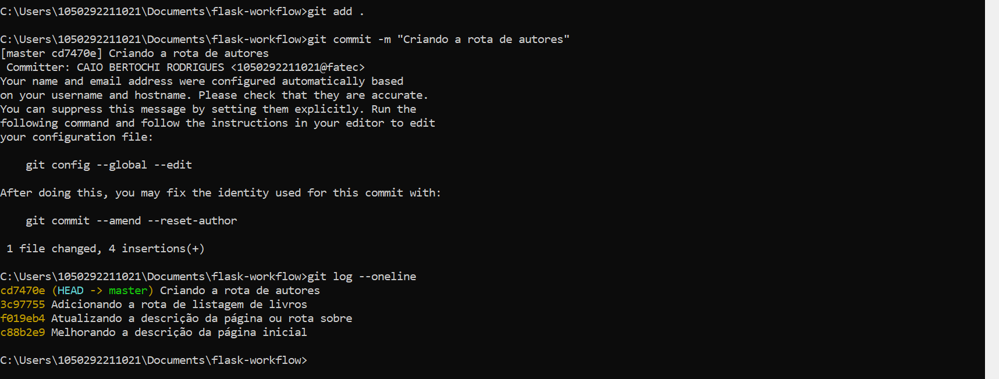 C:\Users\1050292211021\Documents\flask-workflow>git add .
C:\Users\1050292211021\Documents\flask-workflow>git commit -m "Criando a rota de autores"
[master cd7470e] Criando a rota de autores
 Committer: CAIO BERTOCHI RODRIGUES <1050292211021@fatec>
Your name and email address were configured automatically based
on your username and hostname. Please check that they are accurate.
You can suppress this message by setting them explicitly. Run the
following command and follow the instructions in your editor to edit
your configuration file:
    git config --global --edit
After doing this, you may fix the identity used for this commit with:
    git commit --amend --reset-author
 1 file changed, 4 insertions(+)
C:\Users\1050292211021\Documents\flask-workflow>git log --oneline
cd7470e (HEAD -> master) Criando a rota de autores
3c97755 Adicionando a rota de listagem de livros
f019eb4 Atualizando a descrição da página ou rota sobre
c88b2e9 Melhorando a descrição da página inicial
C:\Users\1050292211021\Documents\flask-workflow>